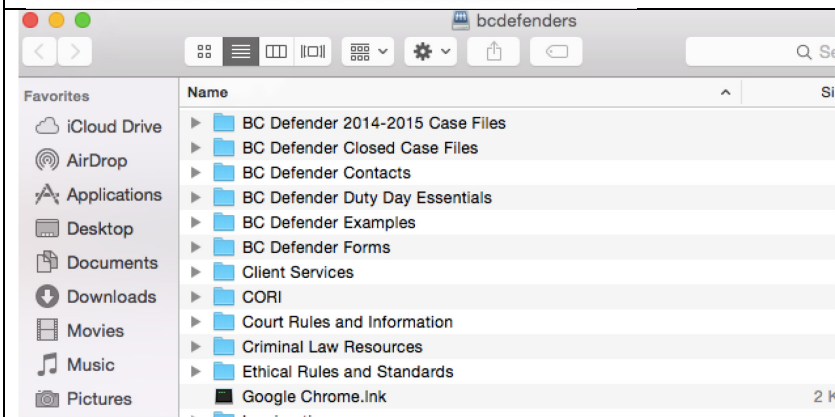 bcdefenders
Name
Favorites
iCloud Drive
AirDrop
Applications
Desktop
Documents
Downloads
Movies
Music
Pictures
BC Defender 2014-2015 Case Files
BC Defender Closed Case Files
BC Defender Contacts
BC Defender Duty Day Essentials
BC Defender Examples
BC Defender Forms
Client Services
CORI
Court Rules and Information
Criminal Law Resources
Ethical Rules and Standards
Google Chrome.lnk 2 K